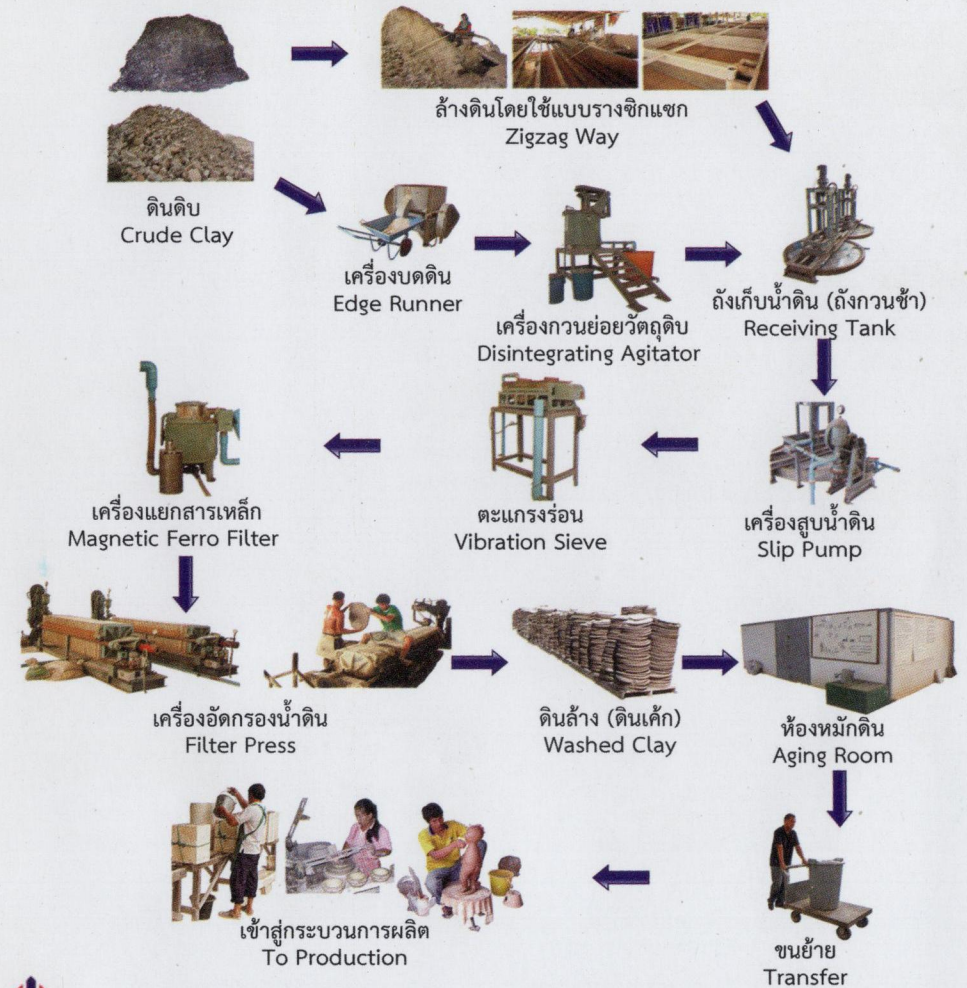 ล้างดินโดยใช้แบบรางซิกแซก
Zigzag Way
ดินดิบ
Crude Clay
เครื่องบดดิน
Edge Runner
เครื่องกวนย่อยวัตถุดิบ
Disintegrating Agitator
ถังเก็บน้ำดิน (ถังกวนช้า)
Receiving Tank
เครื่องแยกสารเหล็ก
Magnetic Ferro Filter
ตะแกรงร่อน
Vibration Sieve
เครื่องสูบน้ำดิน
Slip Pump
เครื่องอัดกรองน้ำดิน
Filter Press
ดินล้าง (ดินเค้ก)
Washed Clay
ห้องหมักดิน
Aging Room
เข้าสู่กระบวนการผลิต
To Production
ขนย้าย
Transfer